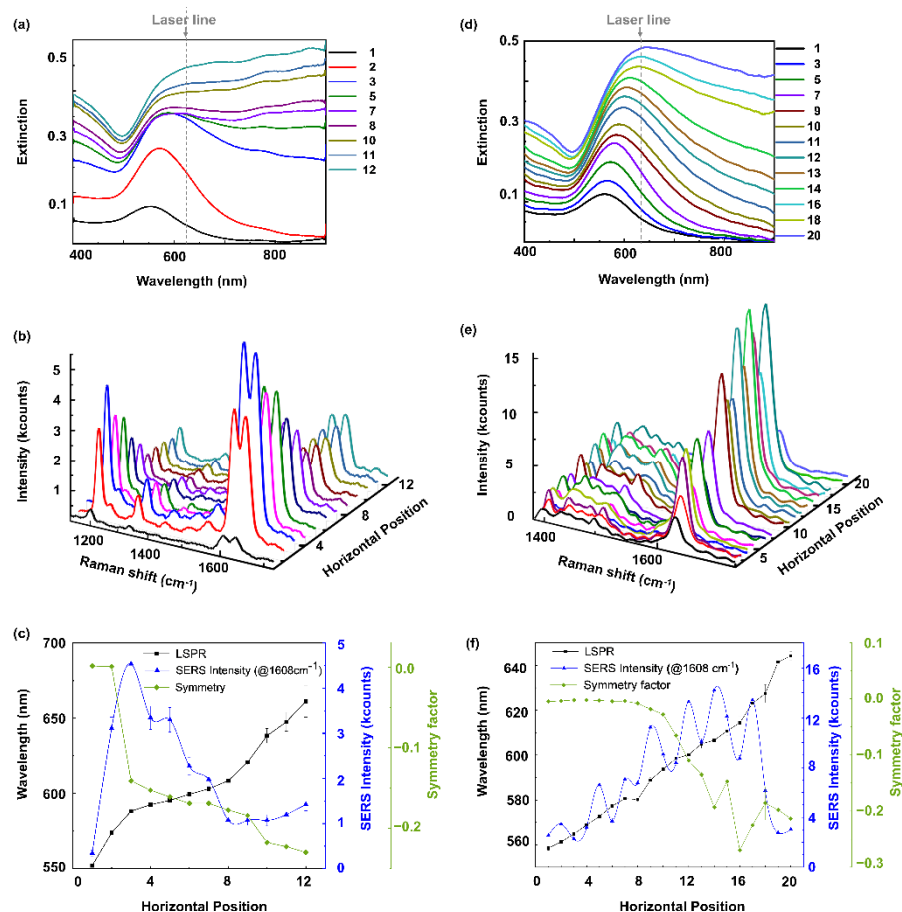 (a)
Laser line
0.5
0.3
0.1
Extinction
400
600
800
Wavelength (nm)
1
2
3
5
7
8
10
11
12
(d)
Laser line
0.5
0.3
0.1
Extinction
400
500
600
700
800
Wavelength (nm)
1
3
5
7
9
10
11
12
13
14
16
18
20
(b)
5
4
3
2
1
Intensity (kcounts)
1200
1400
1600
Raman shift (cm⁻¹)
4
8
12
Horizontal Position
(e)
15
10
5
0
Intensity (kcounts)
1400
1600
Raman shift (cm⁻¹)
5
10
15
20
Horizontal Position
(c)
700
650
600
550
Wavelength (nm)
LSPR
SERS Intensity (@1608cm⁻¹)
Symmetry
5
4
3
2
1
0
SERS Intensity (kcounts)
0.0
−0.1
−0.2
Symmetry factor
0
4
8
12
Horizontal Position
(f)
640
620
600
580
560
Wavelength (nm)
LSPR
SERS Intensity (@1608 cm⁻¹)
Symmetry factor
16
12
8
4
0
SERS Intensity (kcounts)
0.1
0.0
−0.1
−0.2
−0.3
Symmetry factor
0
4
8
12
16
20
Horizontal Position